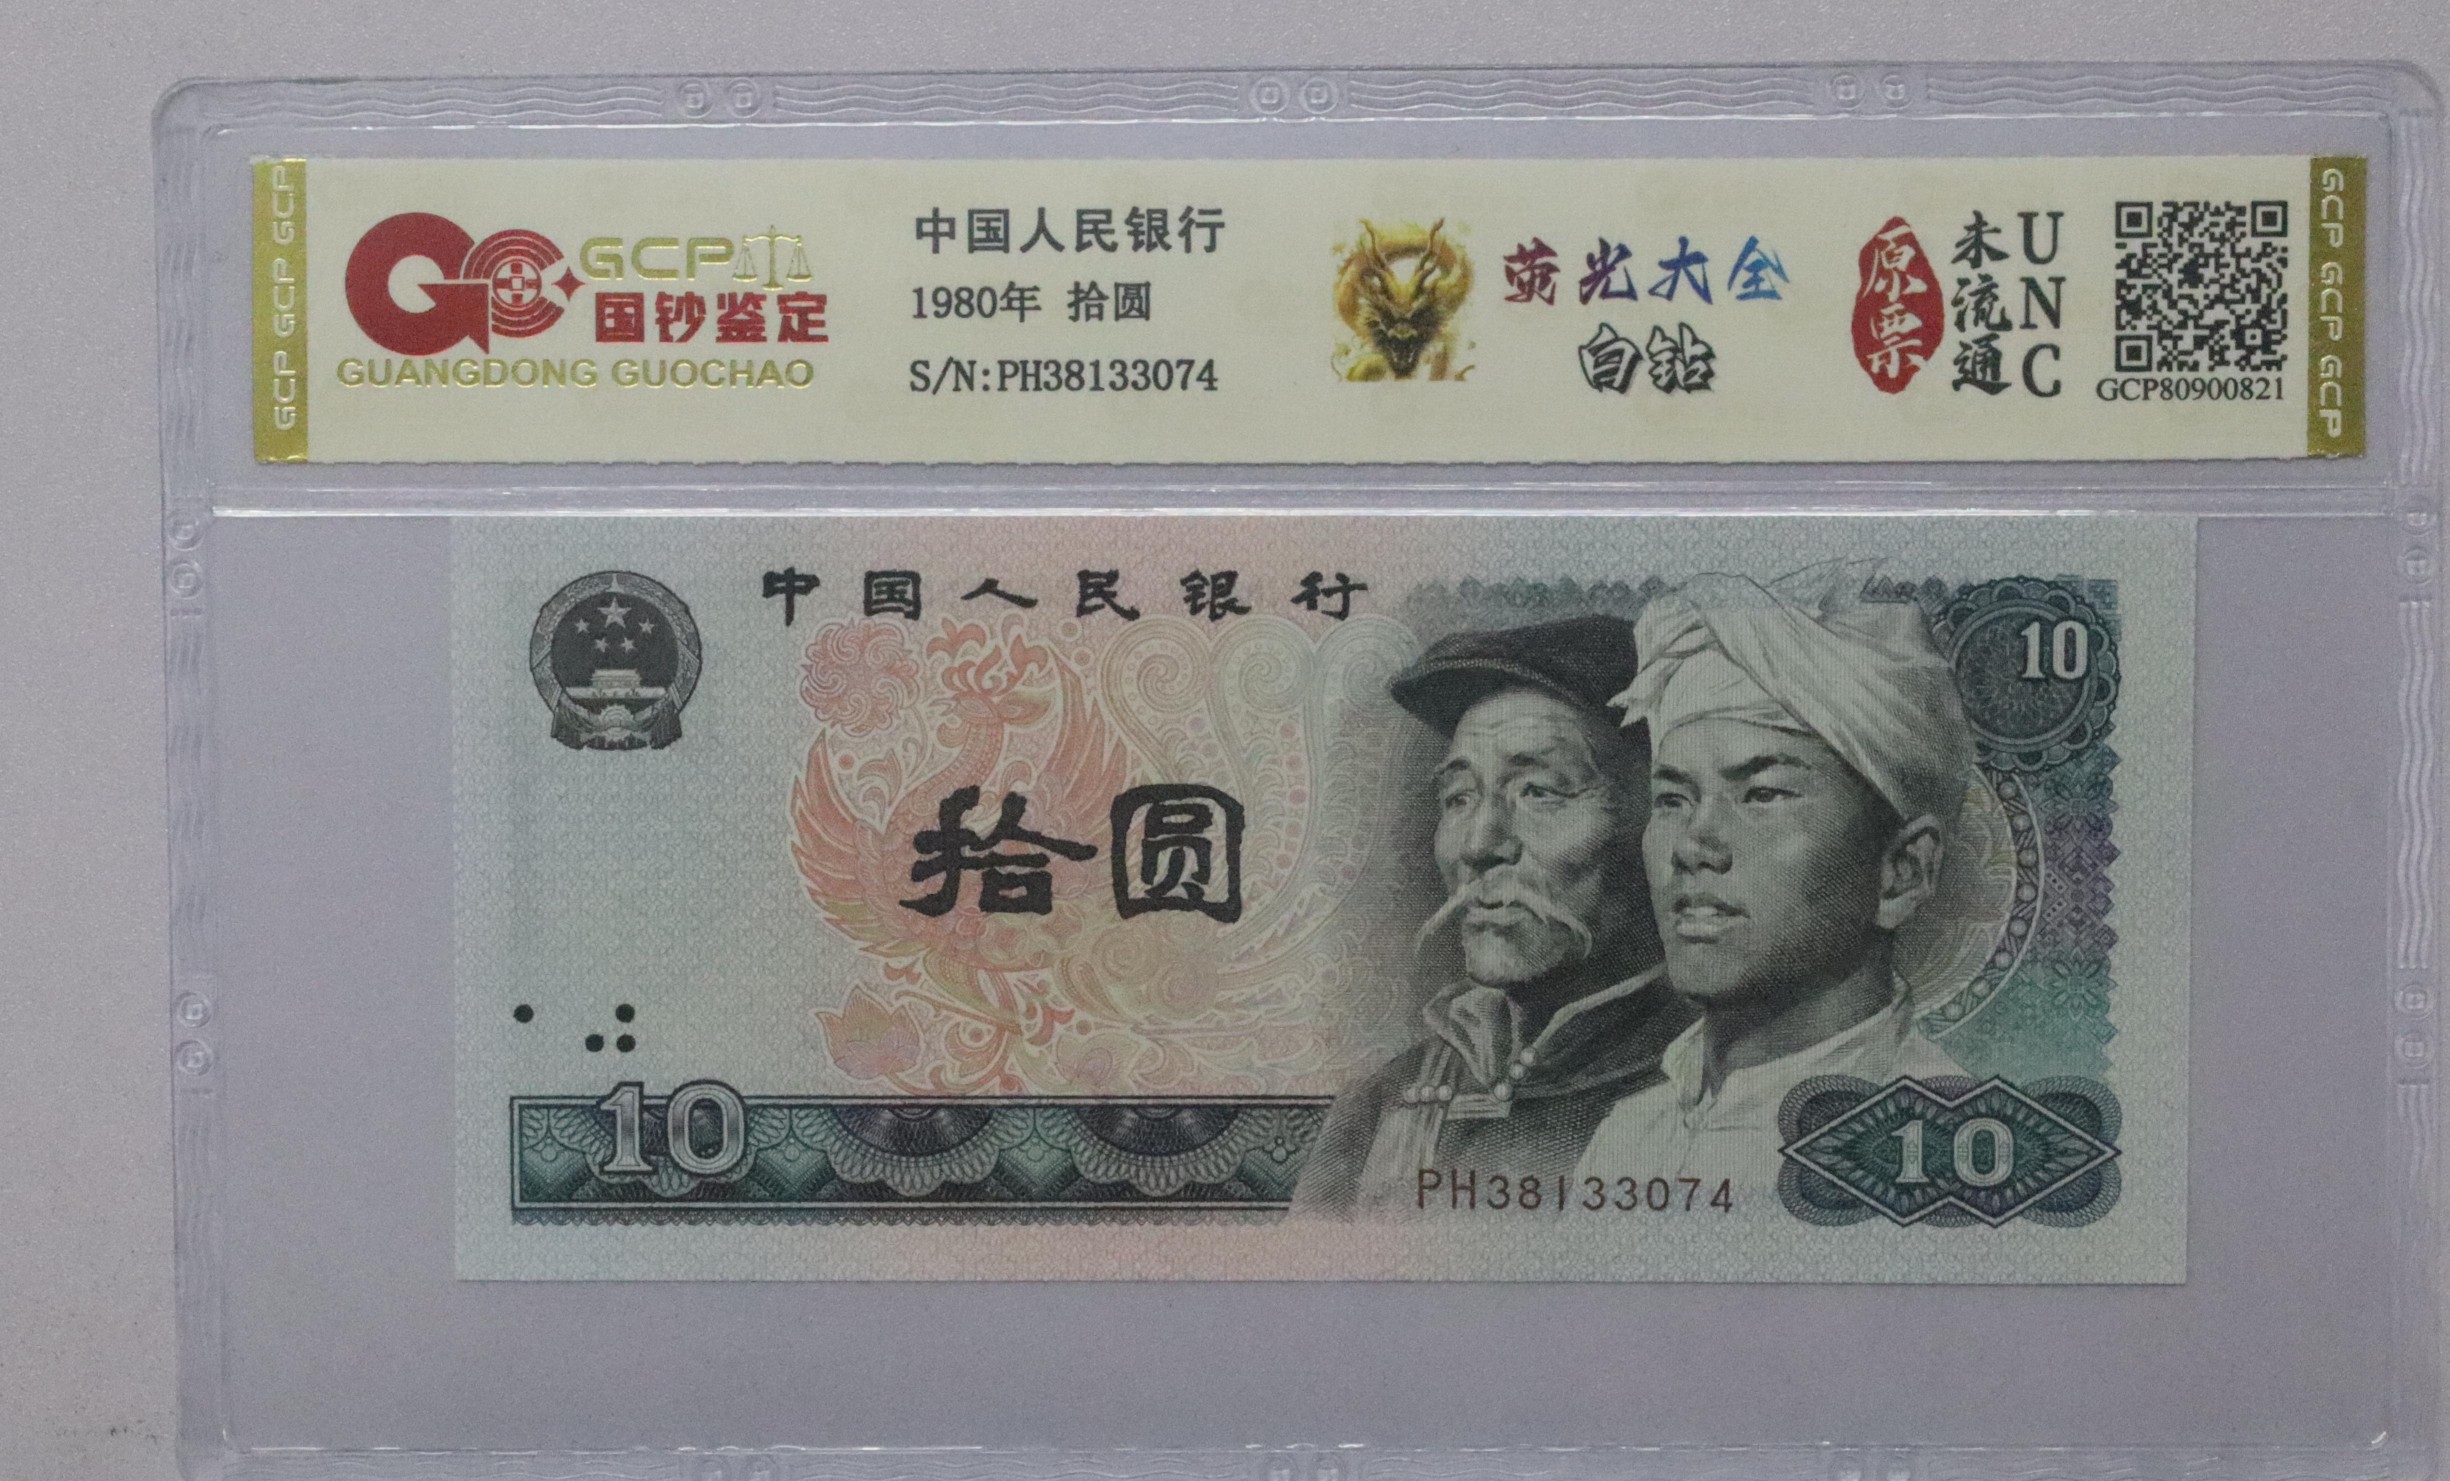 GCP GCP GCP
GCP
国钞鉴定
GUANGDONG GUOCHAO
中国人民银行
1980年 拾圆
S/N:PH38133074
荧光大全
白钻
原票
未流通
UNC
GCP80900821
GCP GCP GCP
中国人民银行
10
拾圆
10
PH38133074
10